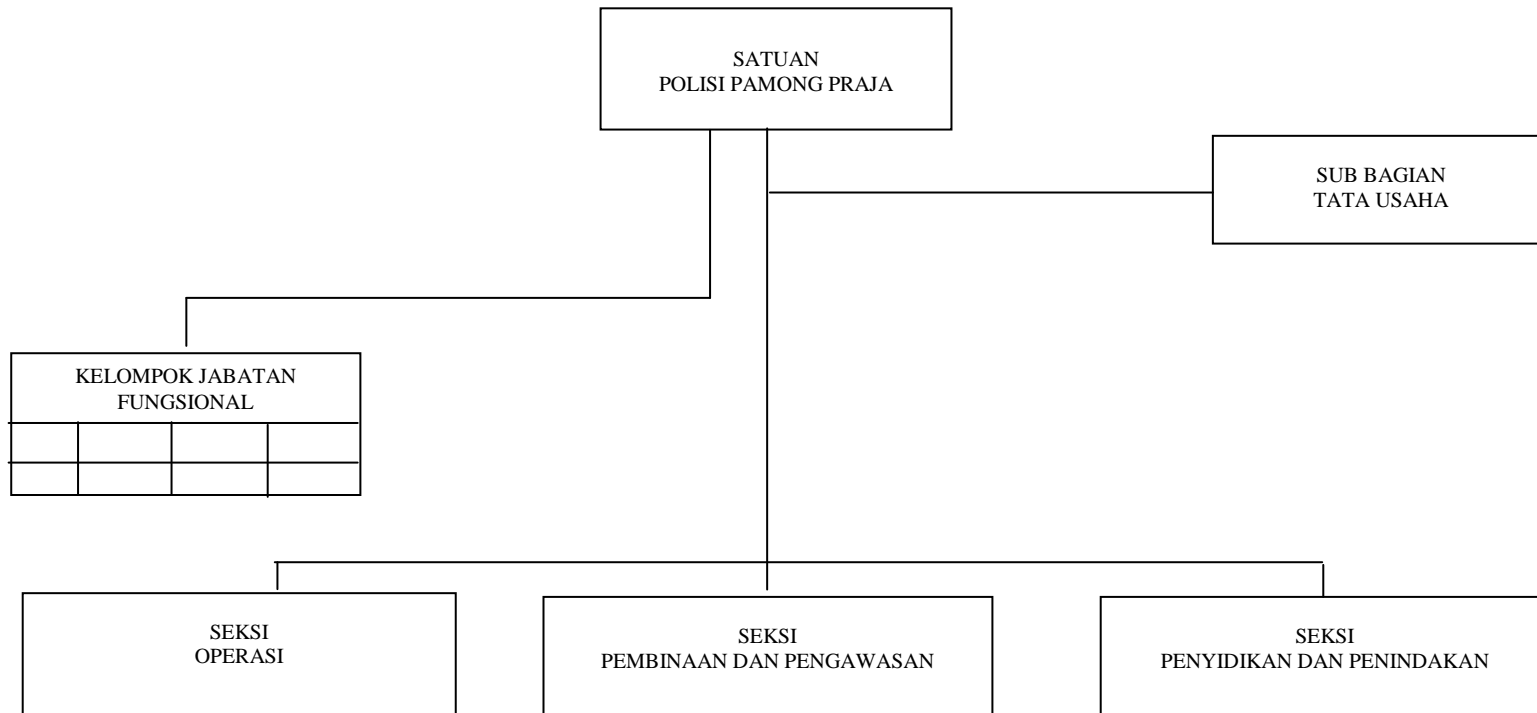 SATUAN
POLISI PAMONG PRAJA
SUB BAGIAN
TATA USAHA
KELOMPOK JABATAN
FUNGSIONAL
SEKSI
OPERASI
SEKSI
PEMBINAAN DAN PENGAWASAN
SEKSI
PENYIDIKAN DAN PENINDAKAN